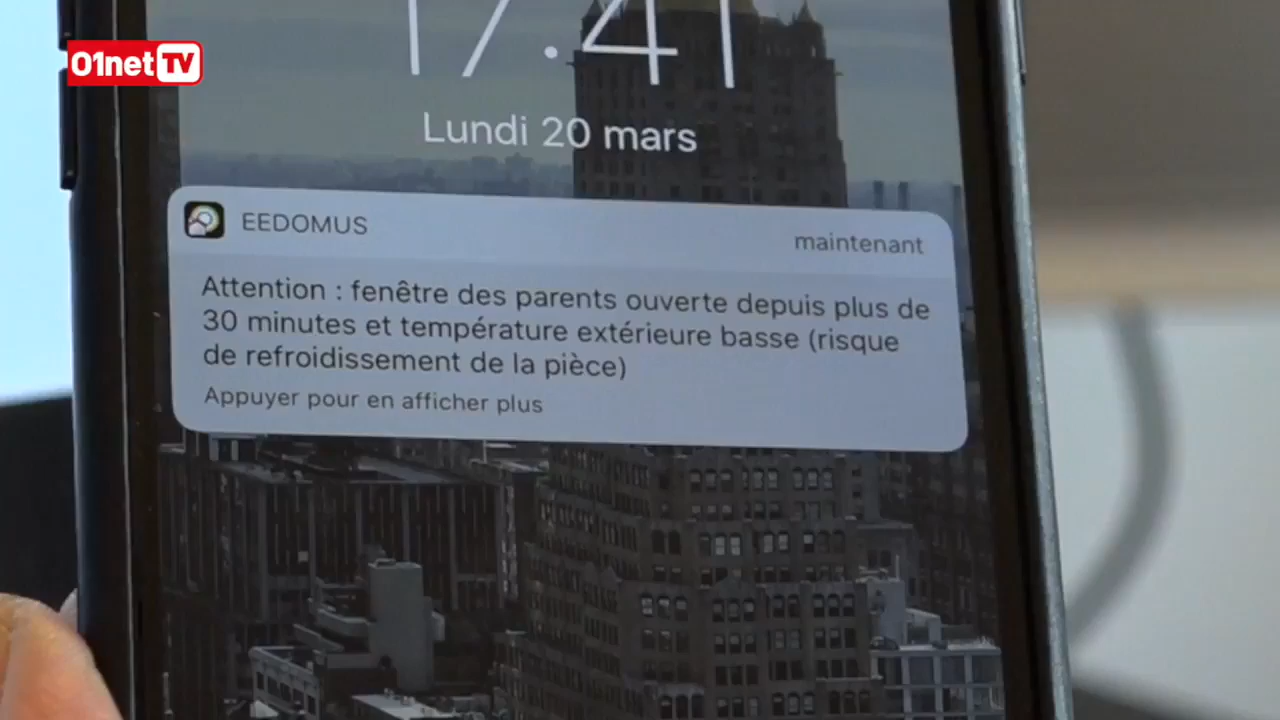 01netTV
17:41
Lundi 20 mars
EEDOMUS
maintenant
Attention : fenêtre des parents ouverte depuis plus de
30 minutes et température extérieure basse (risque
de refroidissement de la pièce)
Appuyer pour en afficher plus